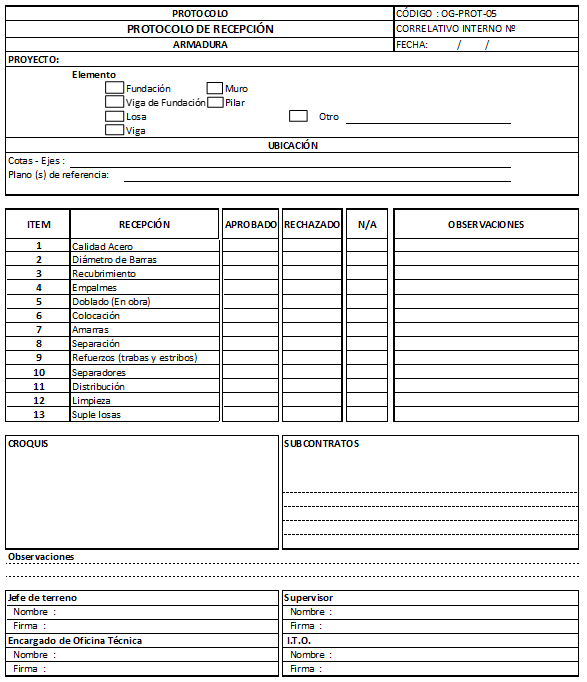 PROTOCOLO CÓDIGO : OG-PROT-05
PROTOCOLO DE RECEPCIÓN CORRELATIVO INTERNO Nº
ARMADURA FECHA: / /
PROYECTO:
Elemento
Fundación Muro
Viga de Fundación Pilar
Losa Otro
Viga
UBICACIÓN
Cotas - Ejes :
Plano (s) de referencia:
ITEM RECEPCIÓN APROBADO RECHAZADO N/A OBSERVACIONES
1 Calidad Acero
2 Diámetro de Barras
3 Recubrimiento
4 Empalmes
5 Doblado (En obra)
6 Colocación
7 Amarras
8 Separación
9 Refuerzos (trabas y estribos)
10 Separadores
11 Distribución
12 Limpieza
13 Suple losas
CROQUIS SUBCONTRATOS
Observaciones
Jefe de terreno Supervisor
Nombre : Nombre :
Firma : Firma :
Encargado de Oficina Técnica I.T.O.
Nombre : Nombre :
Firma : Firma :